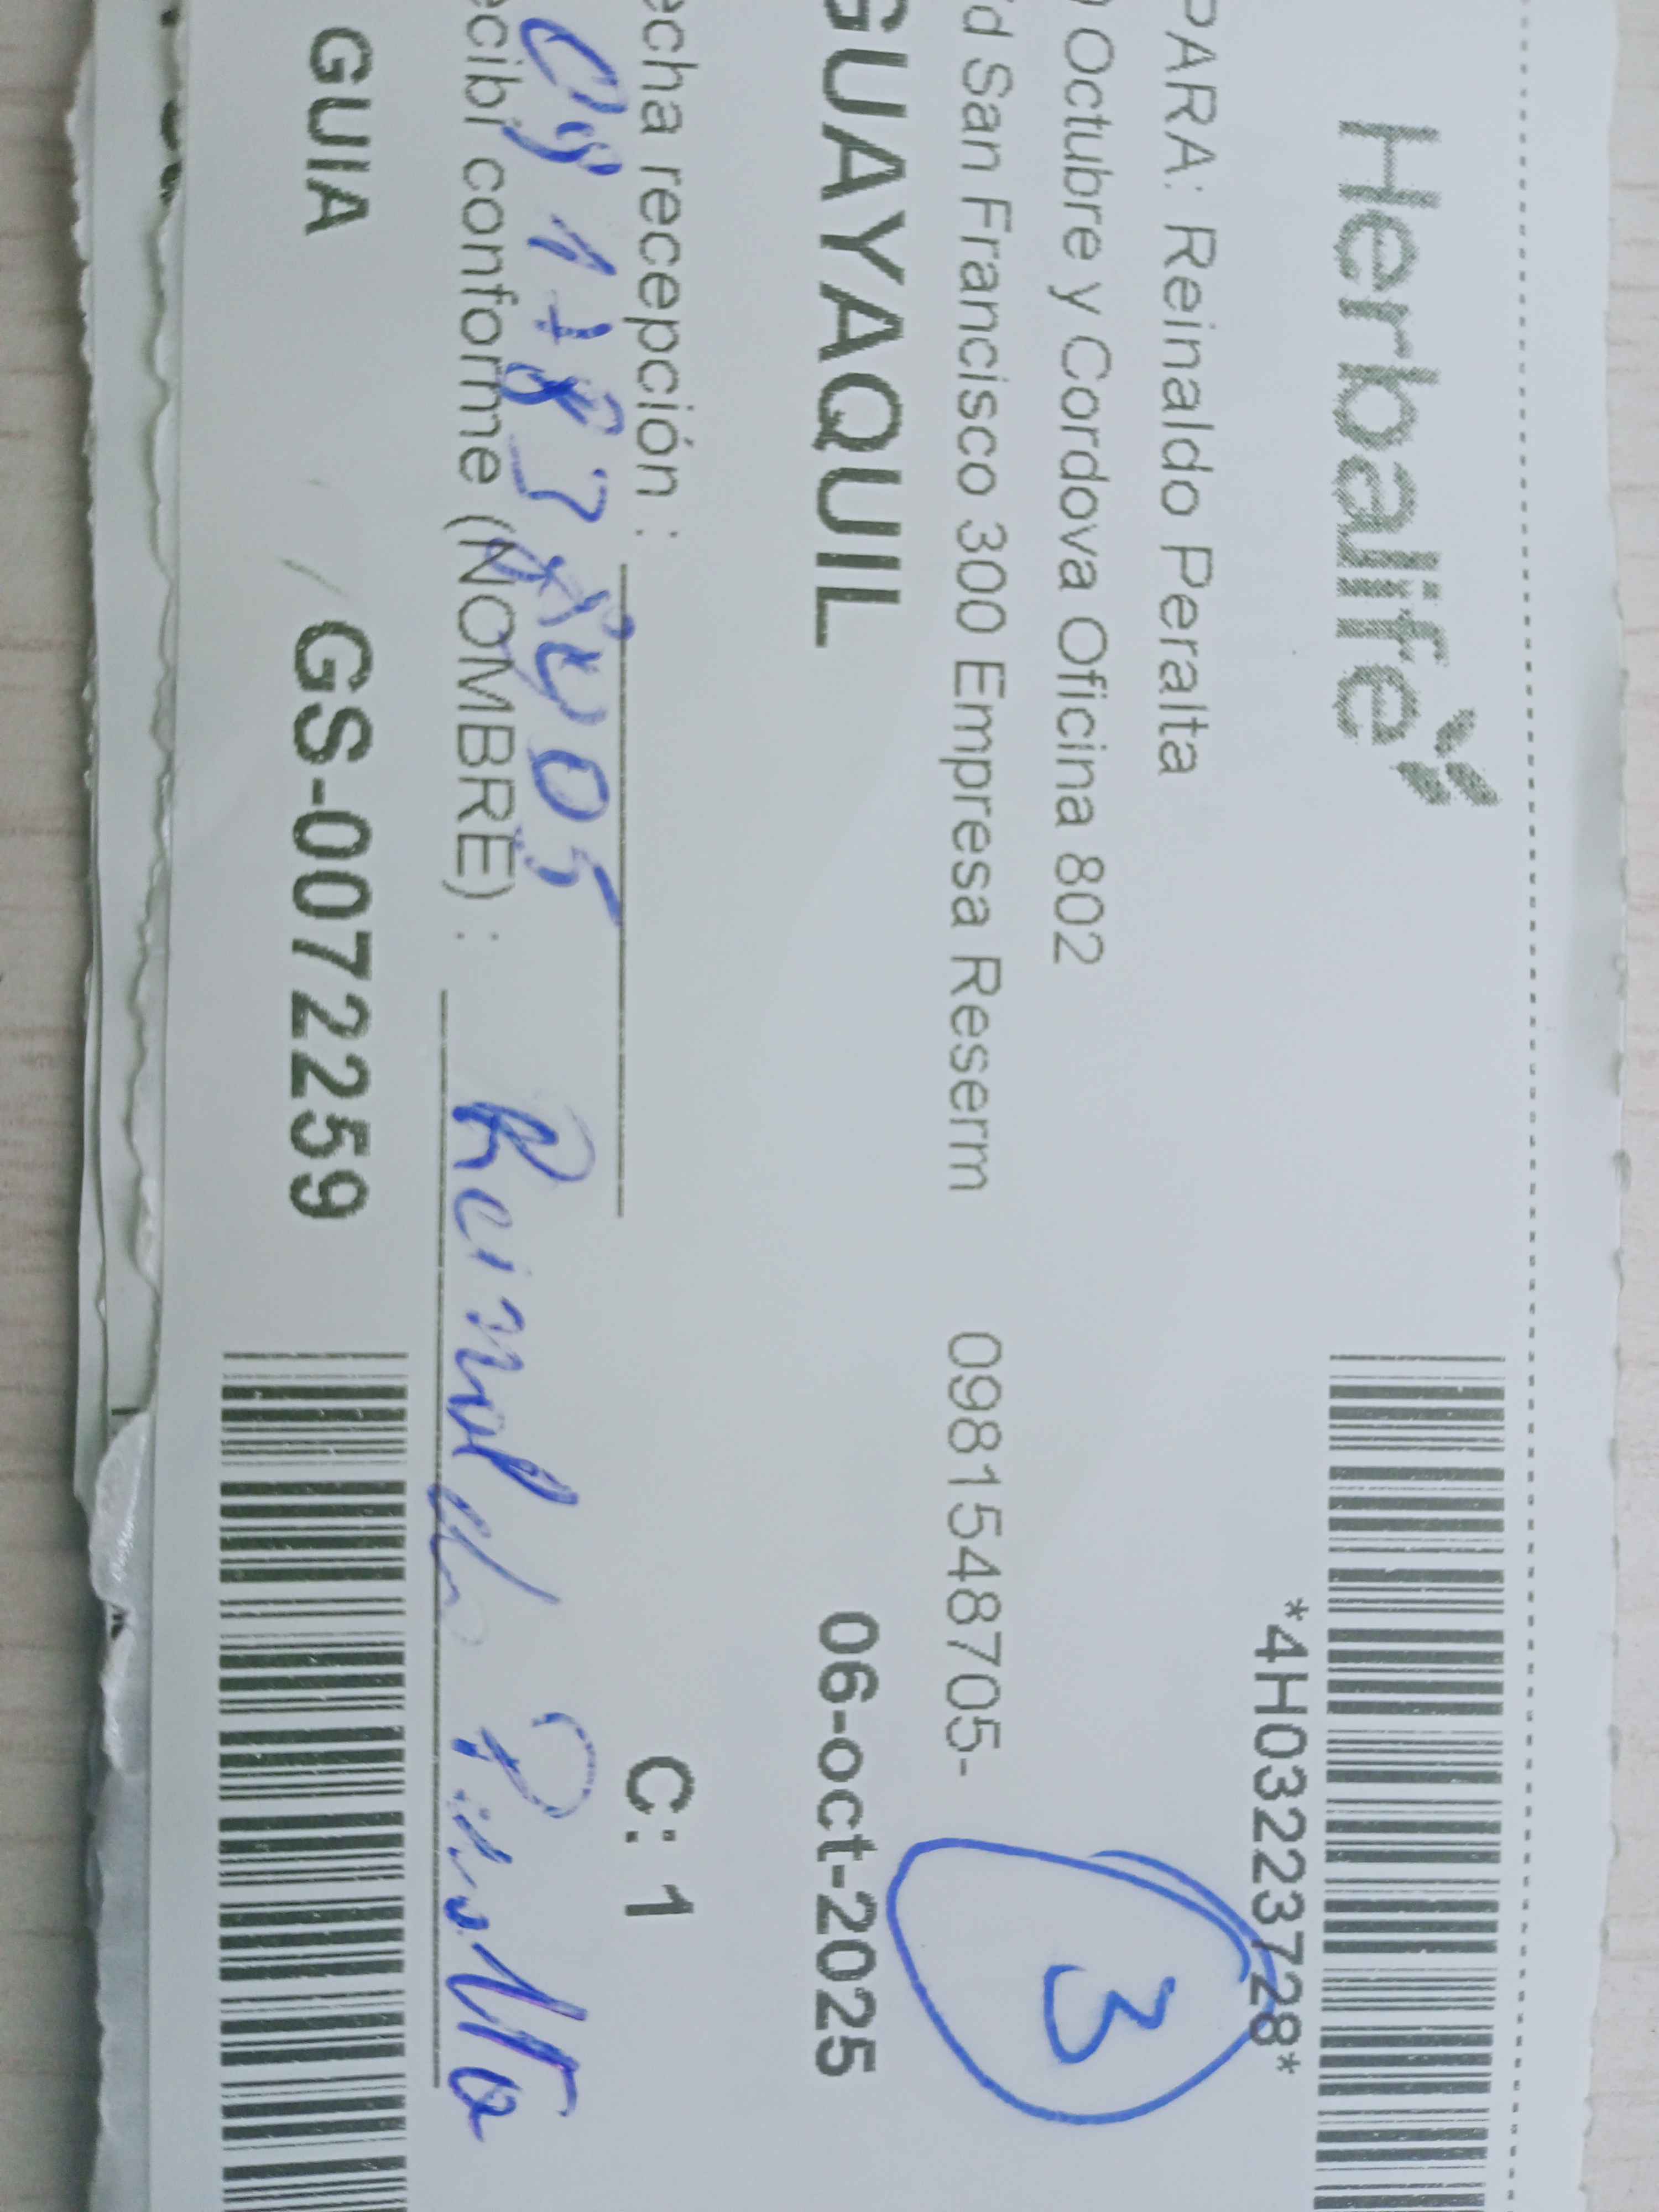 Herbalife
*4H03223728*
PARA: Reinaldo Peralta
Octubre y Cordova Oficina 802
3
d San Francisco 300 Empresa Reserm 0981548705-
GUAYAQUIL 06-oct-2025
echa recepción : C: 1
ecibi conforme (NOMBRE) : Reinaldo Peralta
GUIA GS-0072259